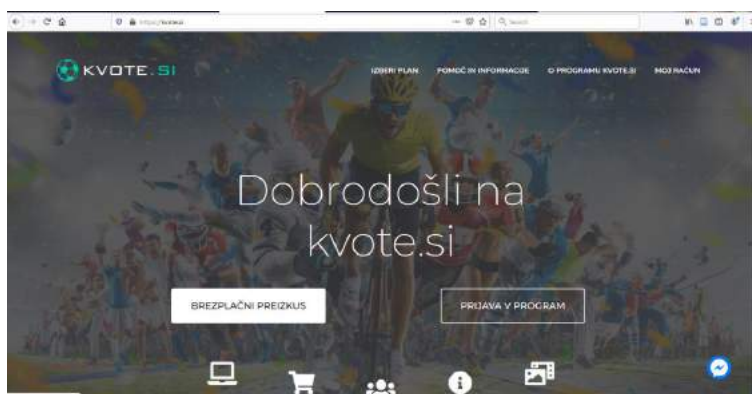 KVOTE.SI
IZBERI PLAN
POMOČ IN INFORMACIJE
O PROGRAMU KVOTE.SI
MOJ RAČUN
Dobrodošli na
kvote.si
BREZPLAČNI PREIZKUS
PRIJAVA V PROGRAM